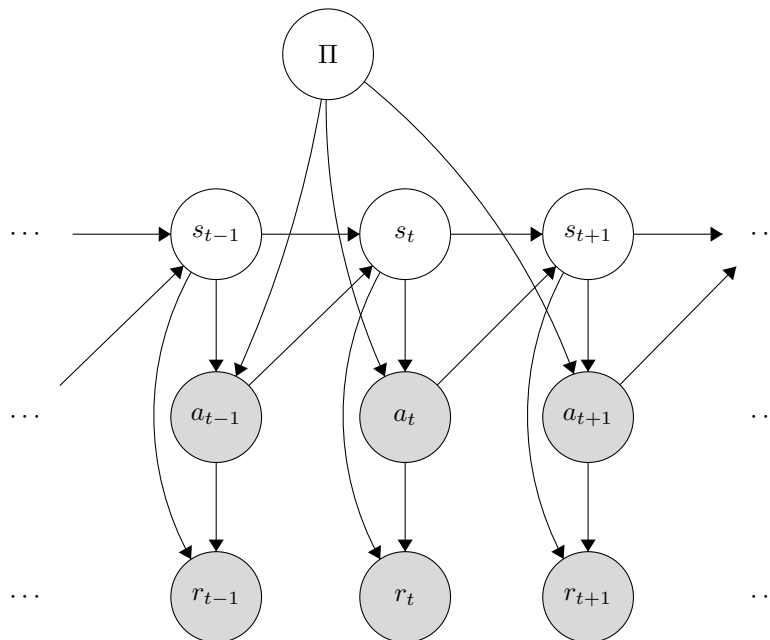 Π
… s_{t−1} s_t s_{t+1} …
… a_{t−1} a_t a_{t+1} …
… r_{t−1} r_t r_{t+1} …